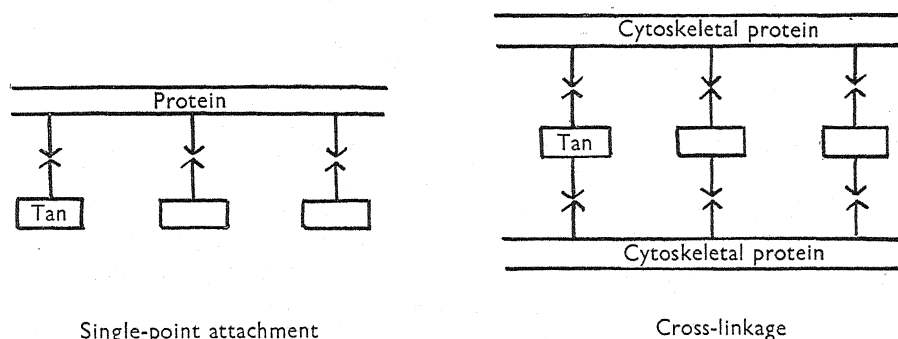 Protein
Tan
Single-point attachment
Cytoskeletal protein
Tan
Cytoskeletal protein
Cross-linkage